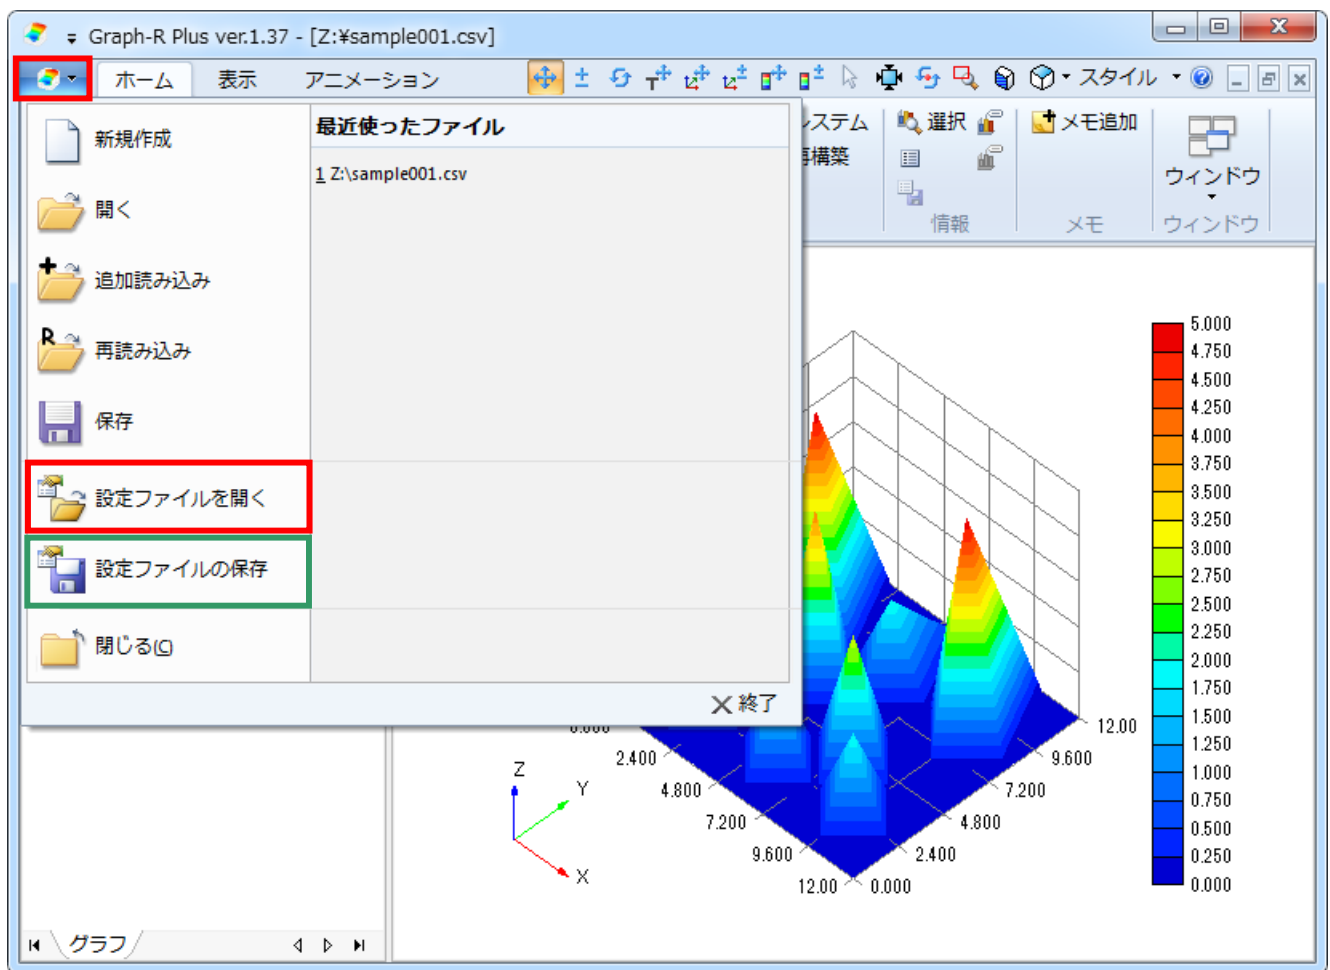 Graph-R Plus ver.1.37 - [Z:¥sample001.csv]
ホーム 表示 アニメーション スタイル
新規作成
開く
追加読み込み
再読み込み
保存
設定ファイルを開く
設定ファイルの保存
閉じる(C)
最近使ったファイル
1 Z:\sample001.csv
終了
ステム
構築
選択
情報
メモ追加
メモ
ウィンドウ
ウィンドウ
5.000
4.750
4.500
4.250
4.000
3.750
3.500
3.250
3.000
2.750
2.500
2.250
2.000
1.750
1.500
1.250
1.000
0.750
0.500
0.250
0.000
0.000
2.400
4.800
7.200
9.600
12.00
0.000
2.400
4.800
7.200
9.600
12.00
Z
Y
X
グラフ